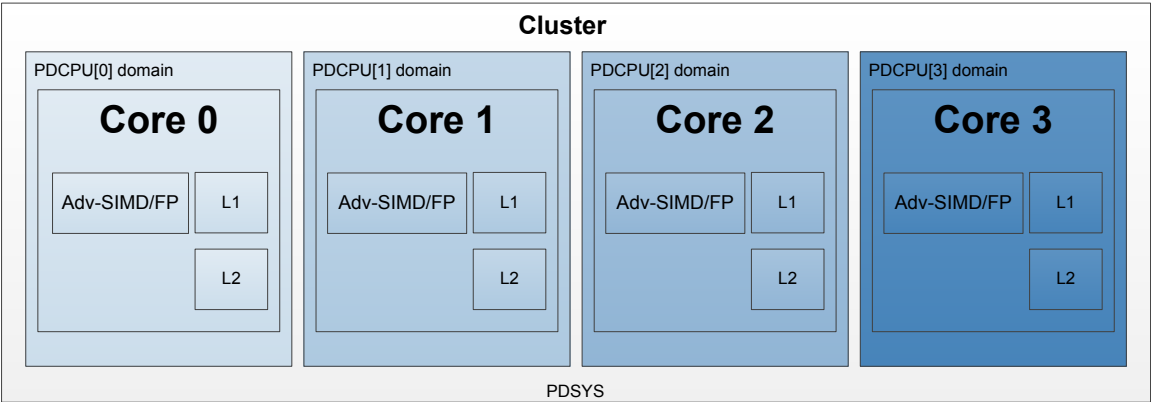 Cluster
PDCPU[0] domain
Core 0
Adv-SIMD/FP
L1
L2
PDCPU[1] domain
Core 1
Adv-SIMD/FP
L1
L2
PDCPU[2] domain
Core 2
Adv-SIMD/FP
L1
L2
PDCPU[3] domain
Core 3
Adv-SIMD/FP
L1
L2
PDSYS